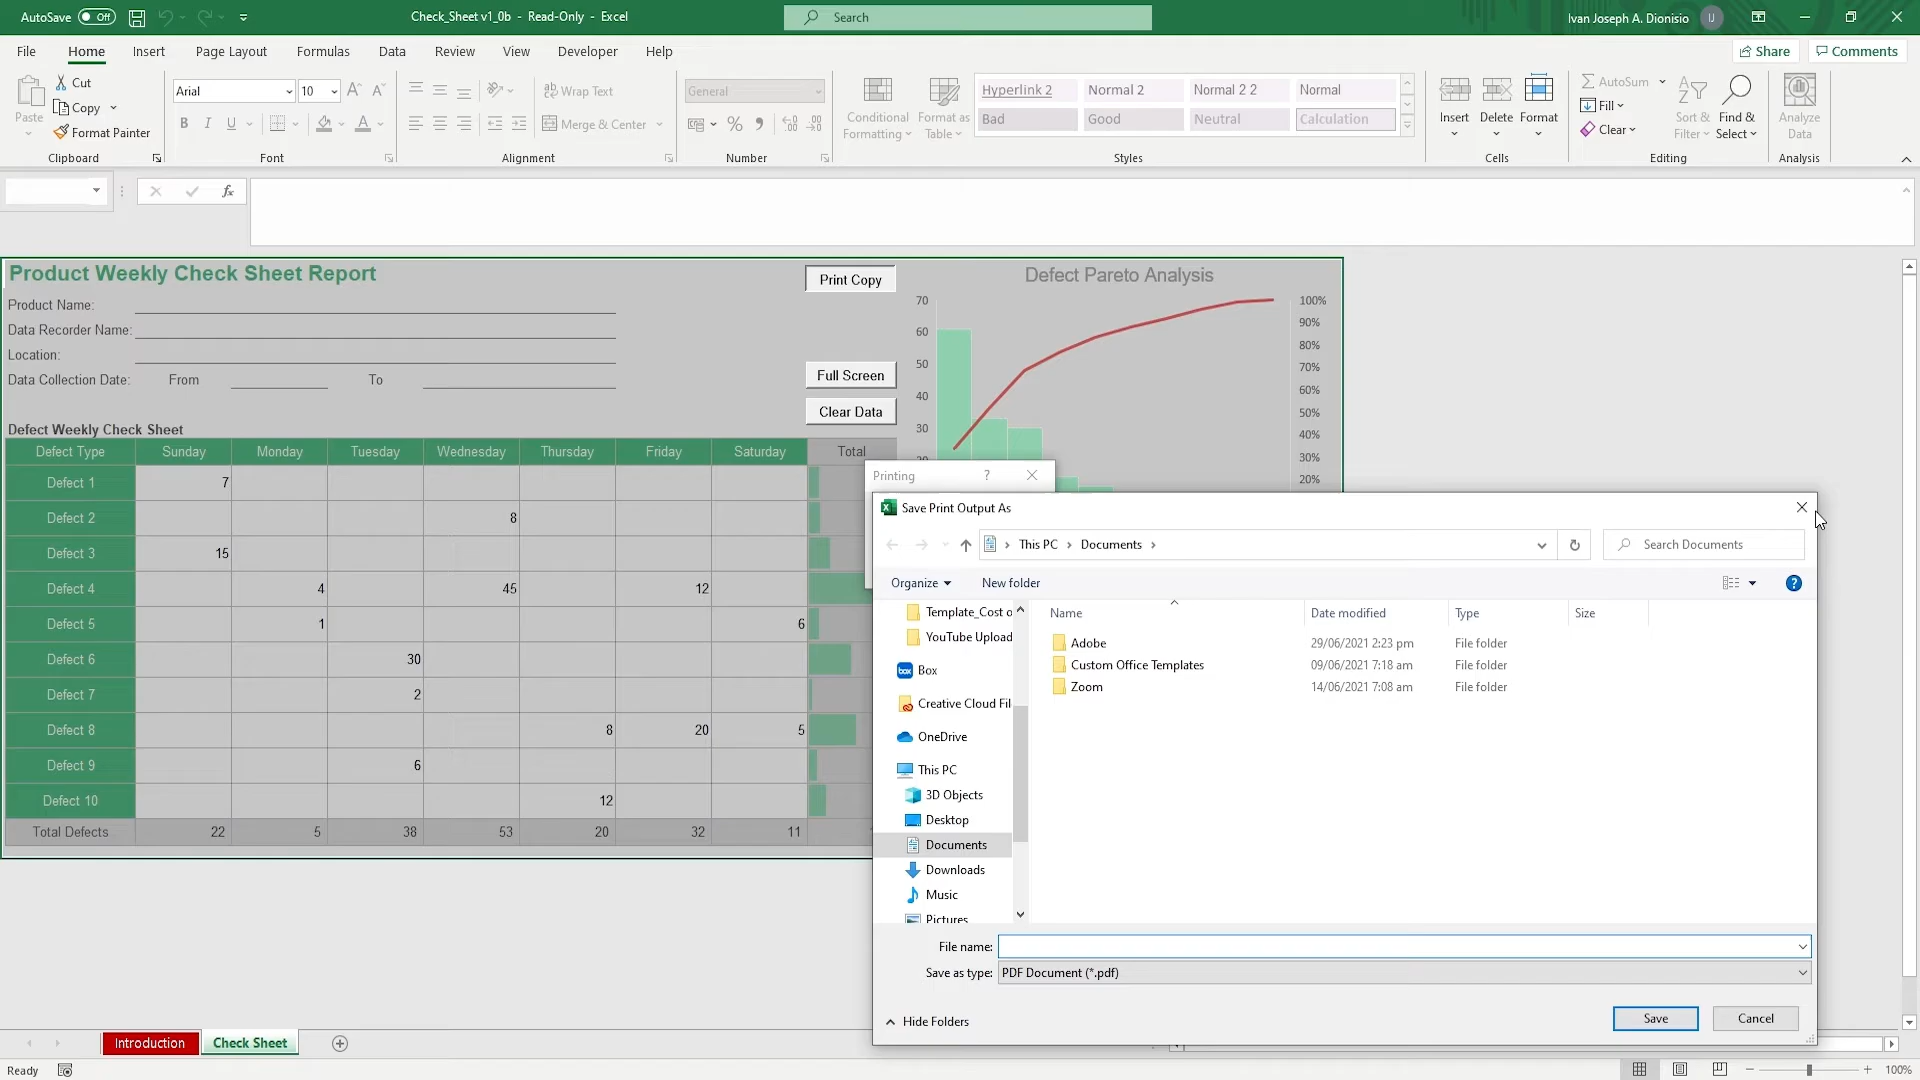 AutoSave Off Check_Sheet v1_0b - Read-Only - Excel Search Ivan Joseph A. Dionisio IJ
File Home Insert Page Layout Formulas Data Review View Developer Help Share Comments
Paste Cut Copy Format Painter Clipboard
Arial 10 B I U A A A Font
Wrap Text Merge & Center Alignment
General % Number
Conditional Formatting Format as Table
Hyperlink 2 Normal 2 Normal 2 2 Normal
Bad Good Neutral Calculation
Styles
Insert Delete Format Cells
AutoSum Fill Clear Sort & Filter Find & Select Editing
Analyze Data Analysis
fx
Product Weekly Check Sheet Report
Product Name:
Data Recorder Name:
Location:
Data Collection Date: From To
Print Copy
Full Screen
Clear Data
Defect Pareto Analysis
70
60
50
40
30
100%
90%
80%
70%
60%
50%
40%
30%
20%
Defect Weekly Check Sheet
Defect Type Sunday Monday Tuesday Wednesday Thursday Friday Saturday Total
Defect 1 7
Defect 2 8
Defect 3 15
Defect 4 4 45 12
Defect 5 1 6
Defect 6 30
Defect 7 2
Defect 8 8 20 5
Defect 9 6
Defect 10 12
Total Defects 22 5 38 53 20 32 11
Printing ?
Save Print Output As
This PC > Documents > Search Documents
Organize New folder ?
Name Date modified Type Size
Adobe 29/06/2021 2:23 pm File folder
Custom Office Templates 09/06/2021 7:18 am File folder
Zoom 14/06/2021 7:08 am File folder
Template_Cost o
YouTube Upload
box Box
Creative Cloud Fil
OneDrive
This PC
3D Objects
Desktop
Documents
Downloads
Music
Pictures
File name:
Save as type: PDF Document (*.pdf)
Hide Folders Save Cancel
Introduction Check Sheet
Ready 100%